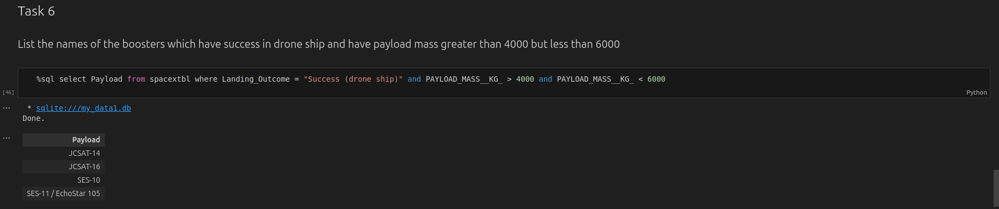 Task 6
List the names of the boosters which have success in drone ship and have payload mass greater than 4000 but less than 6000
%sql select Payload from spacextbl where Landing_Outcome = "Success (drone ship)" and PAYLOAD_MASS__KG_ > 4000 and PAYLOAD_MASS__KG_ < 6000
[46]
Python
... * sqlite:///my_data1.db
Done.
... Payload
JCSAT-14
JCSAT-16
SES-10
SES-11 / EchoStar 105